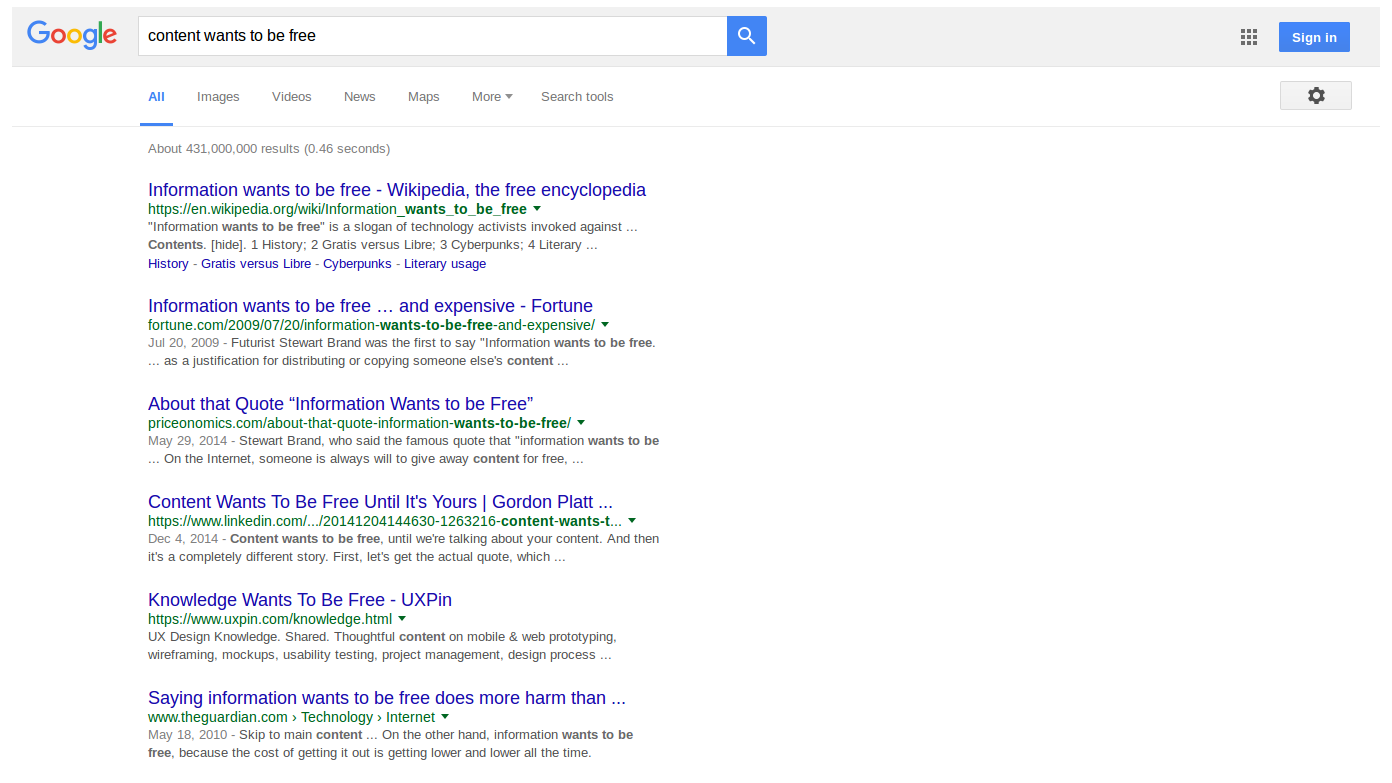 Google
content wants to be free
Sign in
All Images Videos News Maps More Search tools
About 431,000,000 results (0.46 seconds)
Information wants to be free - Wikipedia, the free encyclopedia
https://en.wikipedia.org/wiki/Information_wants_to_be_free
"Information wants to be free" is a slogan of technology activists invoked against ...
Contents. [hide]. 1 History; 2 Gratis versus Libre; 3 Cyberpunks; 4 Literary ...
History - Gratis versus Libre - Cyberpunks - Literary usage
Information wants to be free … and expensive - Fortune
fortune.com/2009/07/20/information-wants-to-be-free-and-expensive/
Jul 20, 2009 - Futurist Stewart Brand was the first to say "Information wants to be free.
... as a justification for distributing or copying someone else's content ...
About that Quote “Information Wants to be Free”
priceonomics.com/about-that-quote-information-wants-to-be-free/
May 29, 2014 - Stewart Brand, who said the famous quote that "information wants to be
... On the Internet, someone is always will to give away content for free, ...
Content Wants To Be Free Until It's Yours | Gordon Platt ...
https://www.linkedin.com/.../20141204144630-1263216-content-wants-t...
Dec 4, 2014 - Content wants to be free, until we're talking about your content. And then
it's a completely different story. First, let's get the actual quote, which ...
Knowledge Wants To Be Free - UXPin
https://www.uxpin.com/knowledge.html
UX Design Knowledge. Shared. Thoughtful content on mobile & web prototyping,
wireframing, mockups, usability testing, project management, design process ...
Saying information wants to be free does more harm than ...
www.theguardian.com › Technology › Internet
May 18, 2010 - Skip to main content ... On the other hand, information wants to be
free, because the cost of getting it out is getting lower and lower all the time.